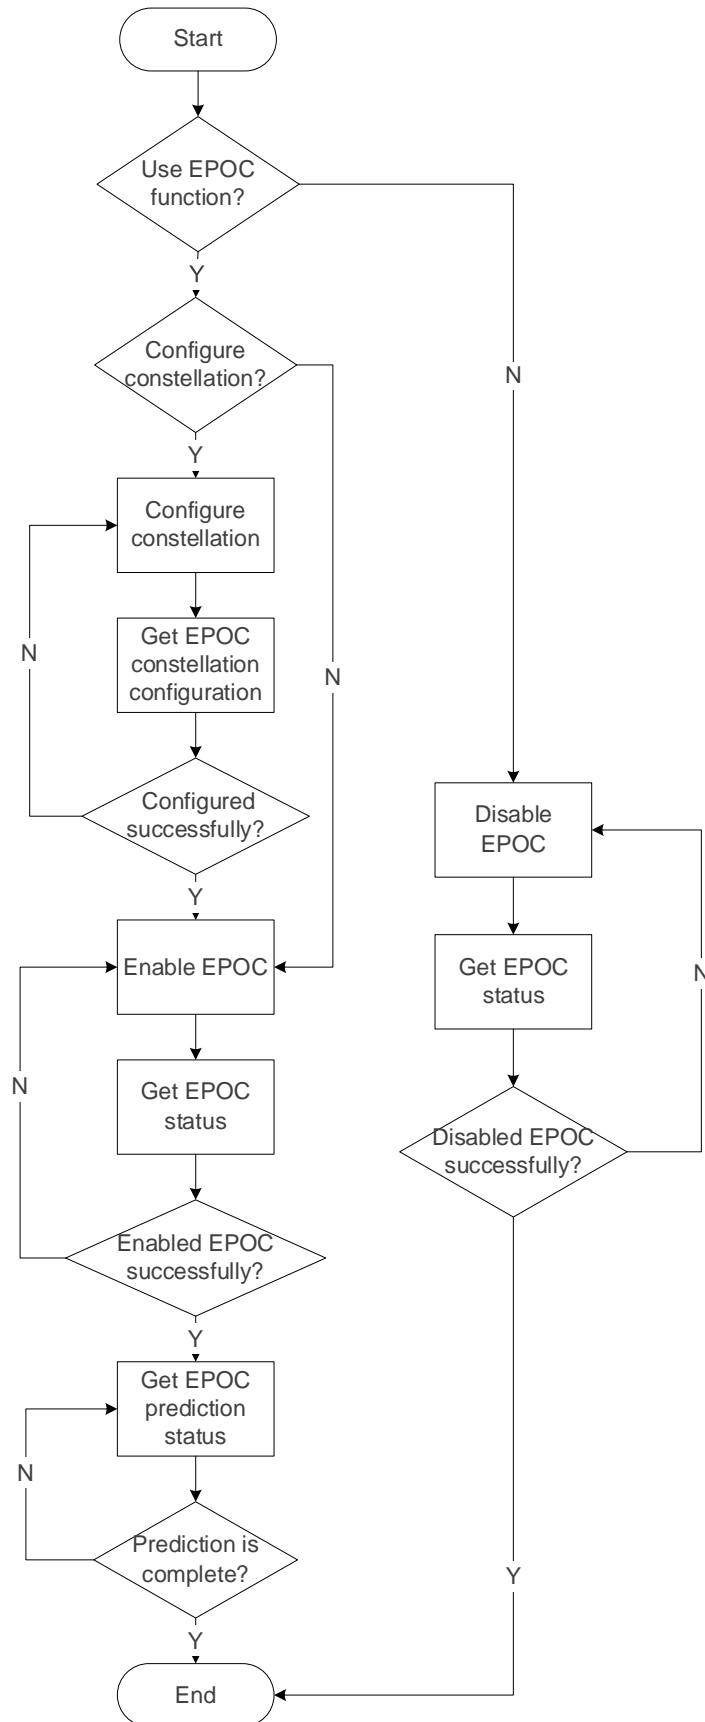 Start
Use EPOC
function?
Y
N
Configure
constellation?
Y
N
Configure
constellation
N
Get EPOC
constellation
configuration
Configured
successfully?
Y
Enable EPOC
N
Get EPOC
status
Enabled EPOC
successfully?
Y
Get EPOC
prediction
status
N
Prediction is
complete?
Y
Disable
EPOC
N
Get EPOC
status
Disabled EPOC
successfully?
Y
End